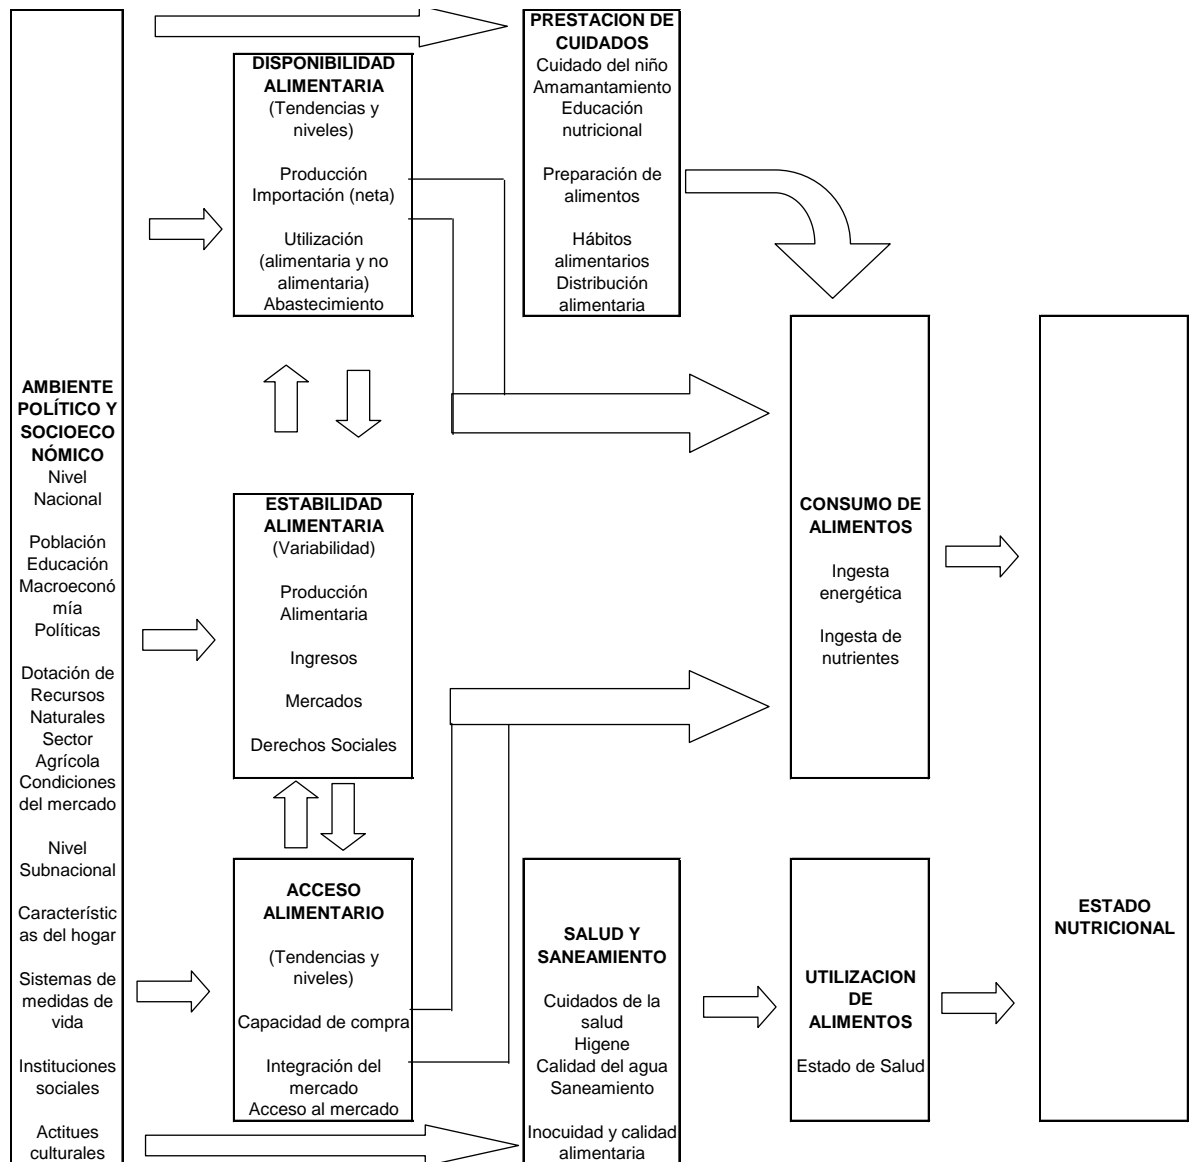 AMBIENTE
POLÍTICO Y
SOCIOECO
NÓMICO
Nivel
Nacional
Población
Educación
Macroeconó
mía
Políticas
Dotación de
Recursos
Naturales
Sector
Agrícola
Condiciones
del mercado
Nivel
Subnacional
Característic
as del hogar
Sistemas de
medidas de
vida
Instituciones
sociales
Actitues
culturales
DISPONIBILIDAD
ALIMENTARIA
(Tendencias y
niveles)
Producción
Importación (neta)
Utilización
(alimentaria y no
alimentaria)
Abastecimiento
ESTABILIDAD
ALIMENTARIA
(Variabilidad)
Producción
Alimentaria
Ingresos
Mercados
Derechos Sociales
ACCESO
ALIMENTARIO
(Tendencias y
niveles)
Capacidad de compra
Integración del
mercado
Acceso al mercado
PRESTACION DE
CUIDADOS
Cuidado del niño
Amamantamiento
Educación
nutricional
Preparación de
alimentos
Hábitos
alimentarios
Distribución
alimentaria
SALUD Y
SANEAMIENTO
Cuidados de la
salud
Higene
Calidad del agua
Saneamiento
Inocuidad y calidad
alimentaria
CONSUMO DE
ALIMENTOS
Ingesta
energética
Ingesta de
nutrientes
UTILIZACION
DE
ALIMENTOS
Estado de Salud
ESTADO
NUTRICIONAL